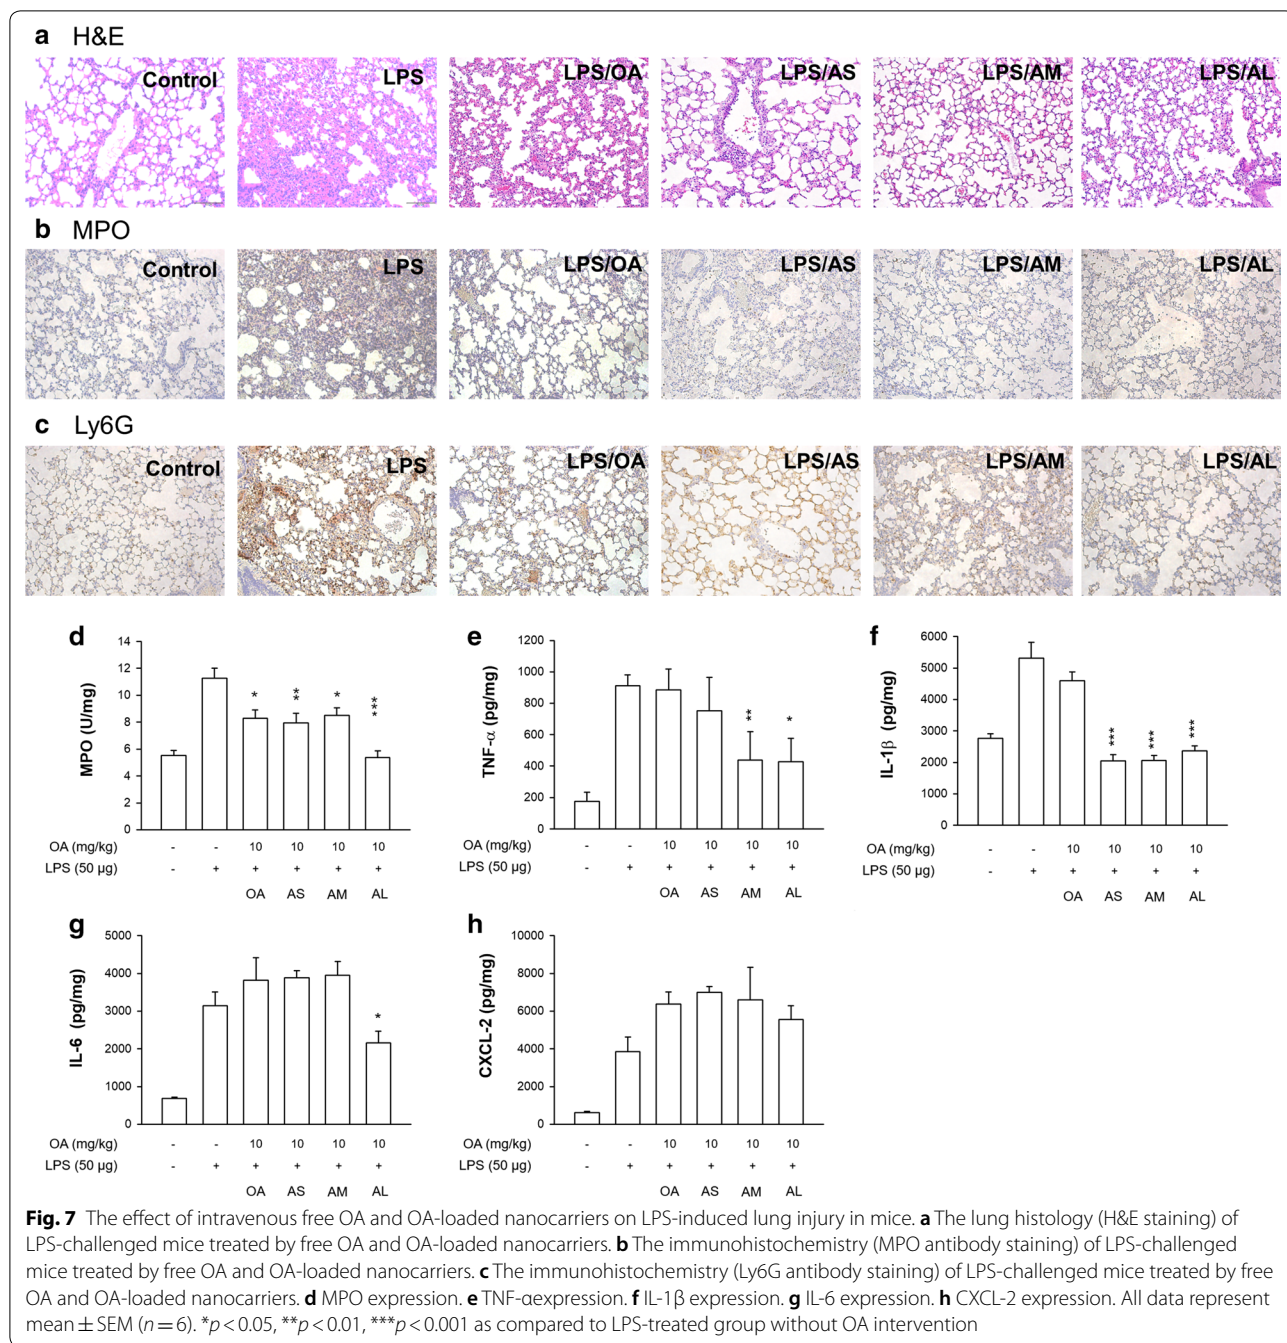 a H&E
Control LPS LPS/OA LPS/AS LPS/AM LPS/AL
b MPO
Control LPS LPS/OA LPS/AS LPS/AM LPS/AL
c Ly6G
Control LPS LPS/OA LPS/AS LPS/AM LPS/AL
d
MPO (U/mg)
14
12
10
8
6
4
2
0
* ** * ***
OA (mg/kg) - - 10 10 10 10
LPS (50 µg) - + + + + +
OA AS AM AL
e
TNF-α (pg/mg)
1200
1000
800
600
400
200
0
** *
OA (mg/kg) - - 10 10 10 10
LPS (50 µg) - + + + + +
OA AS AM AL
f
IL-1β (pg/mg)
6000
5000
4000
3000
2000
1000
0
*** *** ***
OA (mg/kg) - - 10 10 10 10
LPS (50 µg) - + + + + +
OA AS AM AL
g
IL-6 (pg/mg)
5000
4000
3000
2000
1000
0
*
OA (mg/kg) - - 10 10 10 10
LPS (50 µg) - + + + + +
OA AS AM AL
h
CXCL-2 (pg/mg)
10000
8000
6000
4000
2000
0
OA (mg/kg) - - 10 10 10 10
LPS (50 µg) - + + + + +
OA AS AM AL
Fig. 7 The effect of intravenous free OA and OA-loaded nanocarriers on LPS-induced lung injury in mice. a The lung histology (H&E staining) of
LPS-challenged mice treated by free OA and OA-loaded nanocarriers. b The immunohistochemistry (MPO antibody staining) of LPS-challenged
mice treated by free OA and OA-loaded nanocarriers. c The immunohistochemistry (Ly6G antibody staining) of LPS-challenged mice treated by free
OA and OA-loaded nanocarriers. d MPO expression. e TNF-αexpression. f IL-1β expression. g IL-6 expression. h CXCL-2 expression. All data represent
mean ± SEM (n = 6). *p < 0.05, **p < 0.01, ***p < 0.001 as compared to LPS-treated group without OA intervention